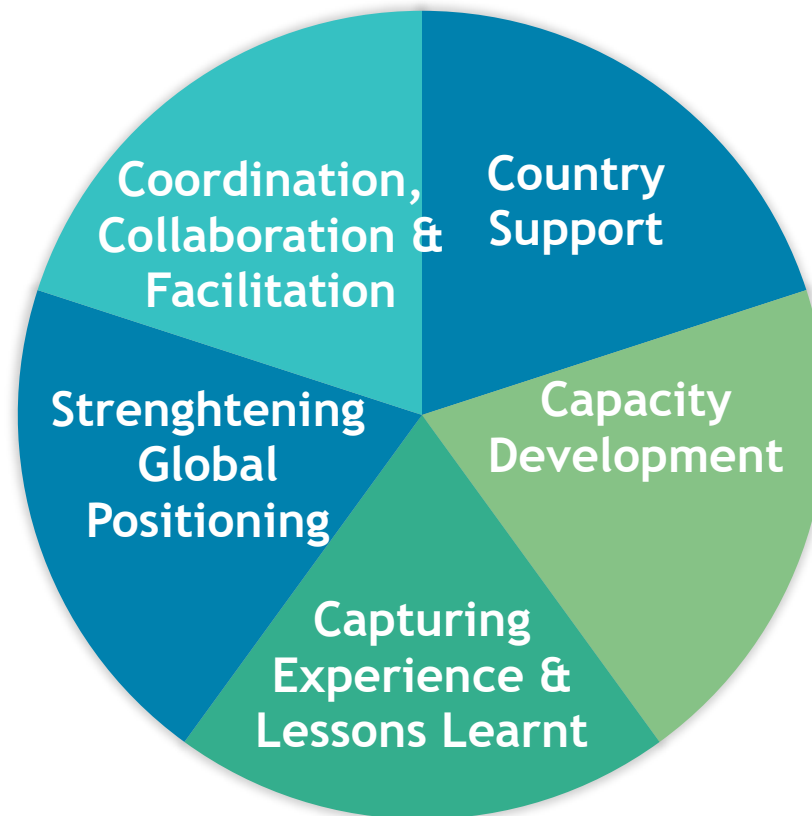 Coordination,
Collaboration &
Facilitation
Country
Support
Capacity
Development
Capturing
Experience &
Lessons Learnt
Strenghtening
Global
Positioning